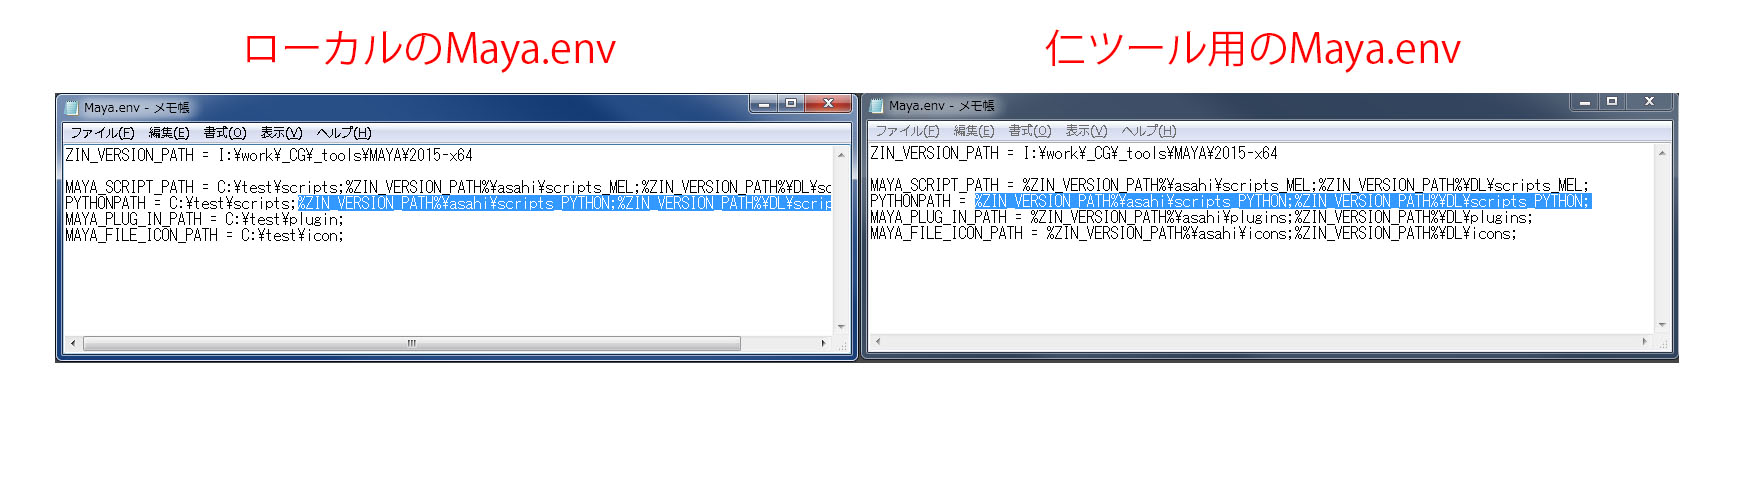 ローカルのMaya.env
仁ツール用のMaya.env
Maya.env - メモ帳
ファイル(F) 編集(E) 書式(O) 表示(V) ヘルプ(H)
ZIN_VERSION_PATH = I:¥work¥_CG¥_tools¥MAYA¥2015-x64
MAYA_SCRIPT_PATH = C:¥test¥scripts;%ZIN_VERSION_PATH%¥asahi¥scripts_MEL;%ZIN_VERSION_PATH%¥DL¥sc
PYTHONPATH = C:¥test¥scripts;%ZIN_VERSION_PATH%¥asahi¥scripts_PYTHON;%ZIN_VERSION_PATH%¥DL¥scrip
MAYA_PLUG_IN_PATH = C:¥test¥plugin;
MAYA_FILE_ICON_PATH = C:¥test¥icon;
Maya.env - メモ帳
ファイル(F) 編集(E) 書式(O) 表示(V) ヘルプ(H)
ZIN_VERSION_PATH = I:¥work¥_CG¥_tools¥MAYA¥2015-x64
MAYA_SCRIPT_PATH = %ZIN_VERSION_PATH%¥asahi¥scripts_MEL;%ZIN_VERSION_PATH%¥DL¥scripts_MEL;
PYTHONPATH = %ZIN_VERSION_PATH%¥asahi¥scripts_PYTHON;%ZIN_VERSION_PATH%¥DL¥scripts_PYTHON;
MAYA_PLUG_IN_PATH = %ZIN_VERSION_PATH%¥asahi¥plugins;%ZIN_VERSION_PATH%¥DL¥plugins;
MAYA_FILE_ICON_PATH = %ZIN_VERSION_PATH%¥asahi¥icons;%ZIN_VERSION_PATH%¥DL¥icons;